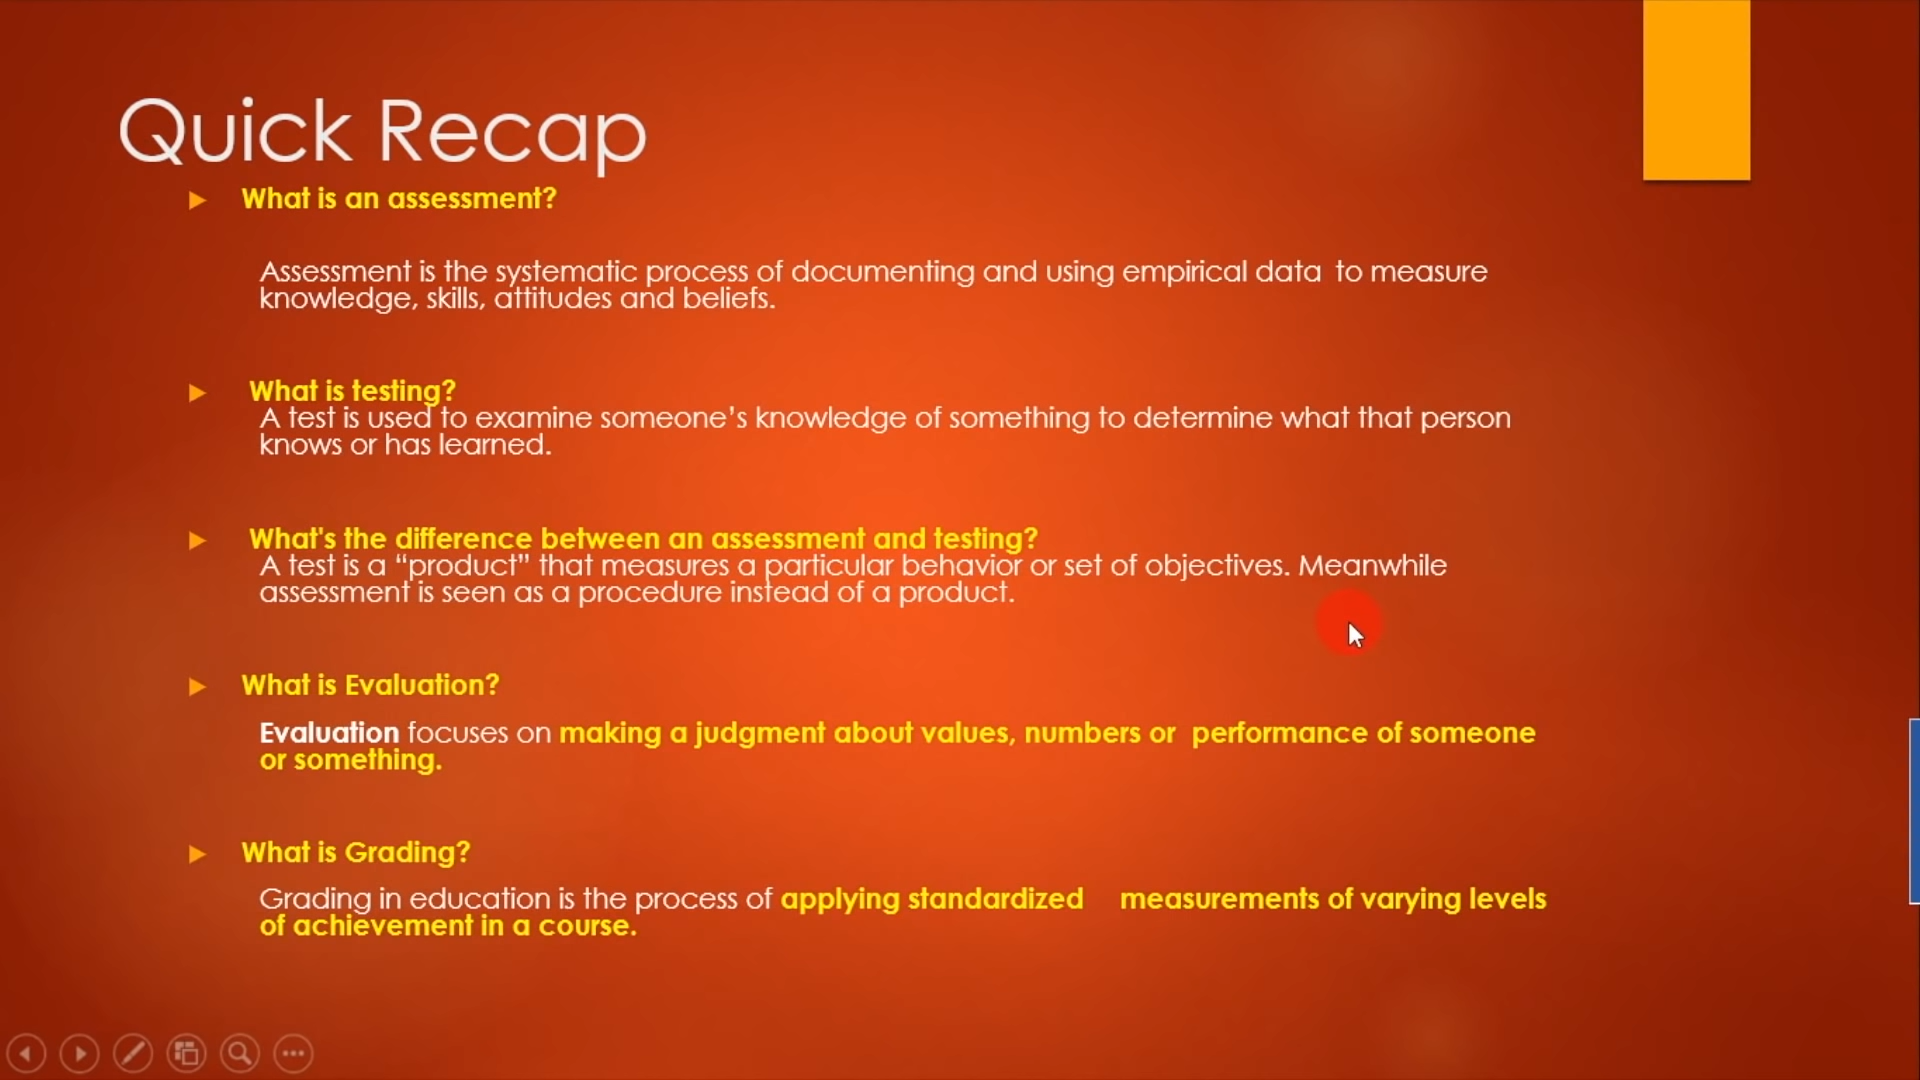 Quick Recap
What is an assessment?
Assessment is the systematic process of documenting and using empirical data to measure
knowledge, skills, attitudes and beliefs.
What is testing?
A test is used to examine someone’s knowledge of something to determine what that person
knows or has learned.
What's the difference between an assessment and testing?
A test is a “product” that measures a particular behavior or set of objectives. Meanwhile
assessment is seen as a procedure instead of a product.
What is Evaluation?
Evaluation focuses on making a judgment about values, numbers or performance of someone
or something.
What is Grading?
Grading in education is the process of applying standardized measurements of varying levels
of achievement in a course.